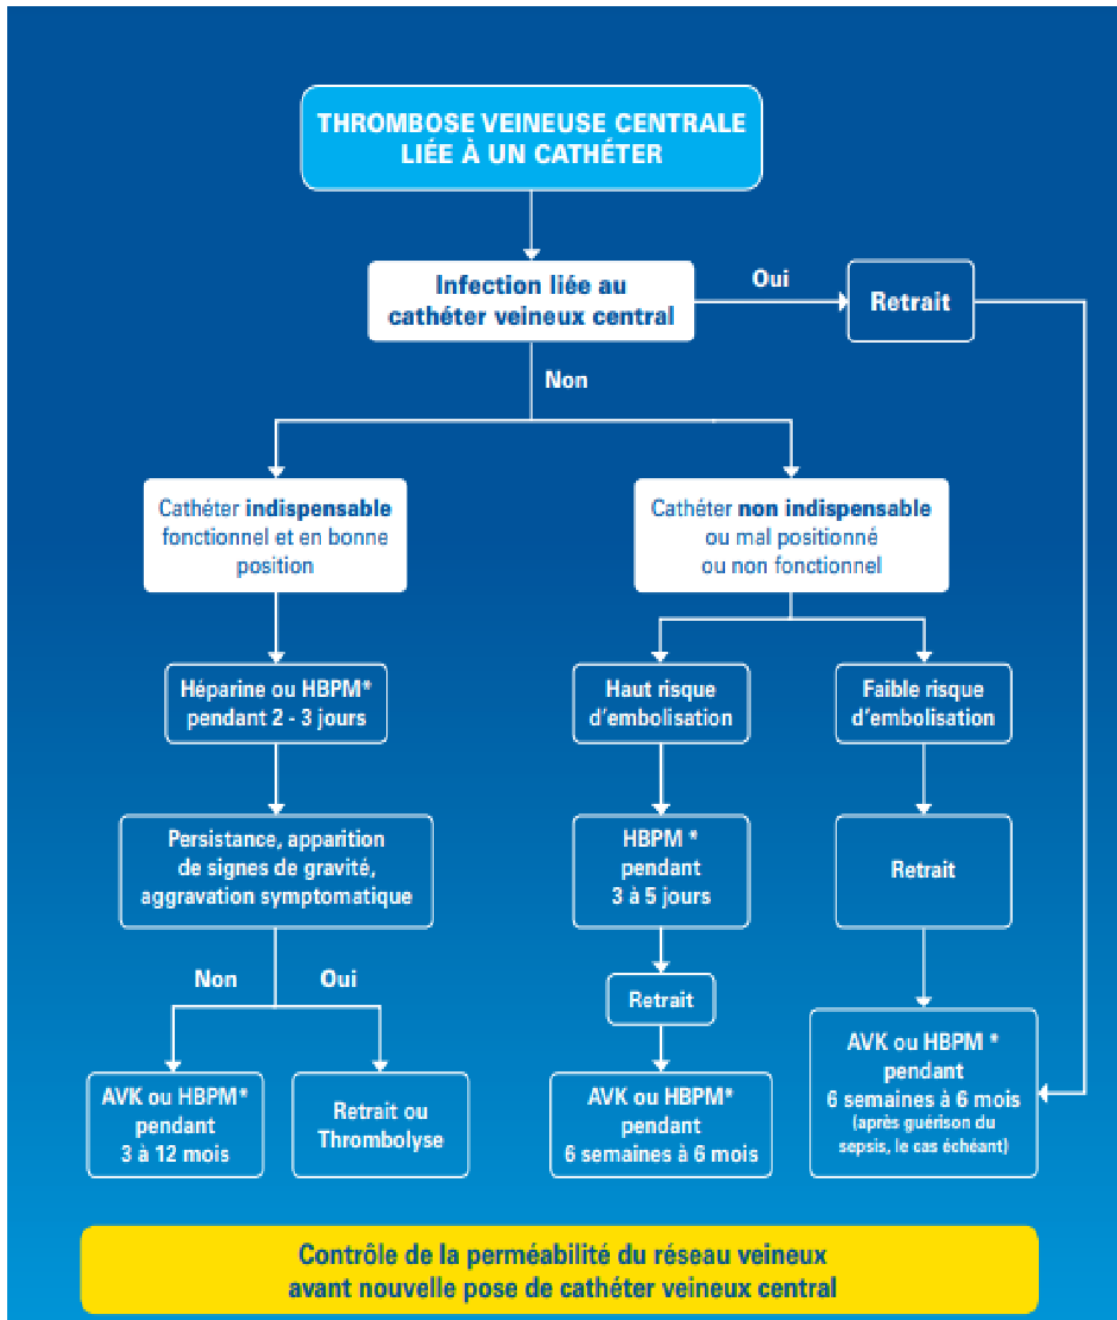 THROMBOSE VEINEUSE CENTRALE
LIÉE À UN CATHÉTER
Infection liée au
cathéter veineux central
Oui
Retrait
Non
Cathéter indispensable
fonctionnel et en bonne
position
Cathéter non indispensable
ou mal positionné
ou non fonctionnel
Héparine ou HBPM*
pendant 2 - 3 jours
Haut risque
d'embolisation
Faible risque
d'embolisation
Persistance, apparition
de signes de gravité,
aggravation symptomatique
HBPM *
pendant
3 à 5 jours
Retrait
Non
Oui
Retrait
AVK ou HBPM*
pendant
3 à 12 mois
Retrait ou
Thrombolyse
AVK ou HBPM*
pendant
6 semaines à 6 mois
AVK ou HBPM *
pendant
6 semaines à 6 mois
(après guérison du
sepsis, le cas échéant)
Contrôle de la perméabilité du réseau veineux
avant nouvelle pose de cathéter veineux central